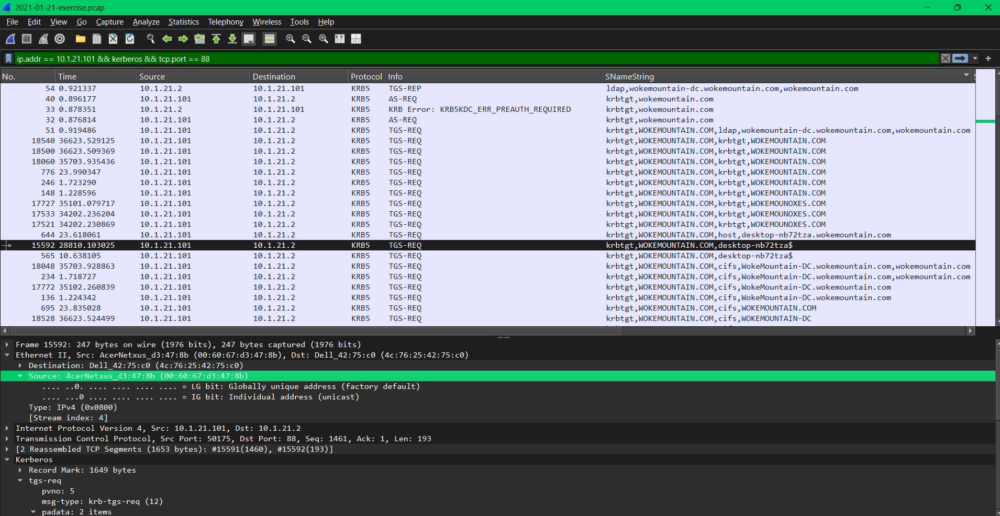 2021-01-21-exercise.pcap
File Edit View Go Capture Analyze Statistics Telephony Wireless Tools Help
ip.addr == 10.1.21.101 && kerberos && tcp.port == 88
No. Time Source Destination Protocol Info SNameString
54 0.921337 10.1.21.2 10.1.21.101 KRB5 TGS-REP ldap,wokemountain-dc.wokemountain.com,wokemountain.com
40 0.896177 10.1.21.101 10.1.21.2 KRB5 AS-REQ krbtgt,wokemountain.com
33 0.878351 10.1.21.2 10.1.21.101 KRB5 KRB Error: KRB5KDC_ERR_PREAUTH_REQUIRED krbtgt,wokemountain.com
32 0.876814 10.1.21.101 10.1.21.2 KRB5 AS-REQ krbtgt,wokemountain.com
51 0.919486 10.1.21.101 10.1.21.2 KRB5 TGS-REQ krbtgt,WOKEMOUNTAIN.COM,ldap,wokemountain-dc.wokemountain.com,wokemountain.com
18540 36623.529125 10.1.21.101 10.1.21.2 KRB5 TGS-REQ krbtgt,WOKEMOUNTAIN.COM,krbtgt,WOKEMOUNTAIN.COM
18500 36623.509369 10.1.21.101 10.1.21.2 KRB5 TGS-REQ krbtgt,WOKEMOUNTAIN.COM,krbtgt,WOKEMOUNTAIN.COM
18060 35703.935436 10.1.21.101 10.1.21.2 KRB5 TGS-REQ krbtgt,WOKEMOUNTAIN.COM,krbtgt,WOKEMOUNTAIN.COM
776 23.990347 10.1.21.101 10.1.21.2 KRB5 TGS-REQ krbtgt,WOKEMOUNTAIN.COM,krbtgt,WOKEMOUNTAIN.COM
246 1.723290 10.1.21.101 10.1.21.2 KRB5 TGS-REQ krbtgt,WOKEMOUNTAIN.COM,krbtgt,WOKEMOUNTAIN.COM
148 1.228596 10.1.21.101 10.1.21.2 KRB5 TGS-REQ krbtgt,WOKEMOUNTAIN.COM,krbtgt,WOKEMOUNTAIN.COM
17727 35101.079717 10.1.21.101 10.1.21.2 KRB5 TGS-REQ krbtgt,WOKEMOUNTAIN.COM,krbtgt,WOKEMOUNOXES.COM
17533 34202.236204 10.1.21.101 10.1.21.2 KRB5 TGS-REQ krbtgt,WOKEMOUNTAIN.COM,krbtgt,WOKEMOUNOXES.COM
17521 34202.230869 10.1.21.101 10.1.21.2 KRB5 TGS-REQ krbtgt,WOKEMOUNTAIN.COM,krbtgt,WOKEMOUNOXES.COM
644 23.618061 10.1.21.101 10.1.21.2 KRB5 TGS-REQ krbtgt,WOKEMOUNTAIN.COM,host,desktop-nb72tza.wokemountain.com
15592 28810.103025 10.1.21.101 10.1.21.2 KRB5 TGS-REQ krbtgt,WOKEMOUNTAIN.COM,desktop-nb72tza$
565 10.638105 10.1.21.101 10.1.21.2 KRB5 TGS-REQ krbtgt,WOKEMOUNTAIN.COM,desktop-nb72tza$
18048 35703.928863 10.1.21.101 10.1.21.2 KRB5 TGS-REQ krbtgt,WOKEMOUNTAIN.COM,cifs,WokeMountain-DC.wokemountain.com,wokemountain.com
234 1.718727 10.1.21.101 10.1.21.2 KRB5 TGS-REQ krbtgt,WOKEMOUNTAIN.COM,cifs,WokeMountain-DC.wokemountain.com,wokemountain.com
17772 35102.260839 10.1.21.101 10.1.21.2 KRB5 TGS-REQ krbtgt,WOKEMOUNTAIN.COM,cifs,WokeMountain-DC.wokemountain.com
136 1.224342 10.1.21.101 10.1.21.2 KRB5 TGS-REQ krbtgt,WOKEMOUNTAIN.COM,cifs,WokeMountain-DC.wokemountain.com
695 23.835028 10.1.21.101 10.1.21.2 KRB5 TGS-REQ krbtgt,WOKEMOUNTAIN.COM,cifs,WOKEMOUNTAIN.COM
18528 36623.524499 10.1.21.101 10.1.21.2 KRB5 TGS-REQ krbtgt,WOKEMOUNTAIN.COM,cifs,WOKEMOUNTAIN-DC
Frame 15592: 247 bytes on wire (1976 bits), 247 bytes captured (1976 bits)
Ethernet II, Src: AcerNetxus_d3:47:8b (00:60:67:d3:47:8b), Dst: Dell_42:75:c0 (4c:76:25:42:75:c0)
Destination: Dell_42:75:c0 (4c:76:25:42:75:c0)
Source: AcerNetxus_d3:47:8b (00:60:67:d3:47:8b)
.... ..0. .... .... .... .... = LG bit: Globally unique address (factory default)
.... ...0 .... .... .... .... = IG bit: Individual address (unicast)
Type: IPv4 (0x0800)
[Stream index: 4]
Internet Protocol Version 4, Src: 10.1.21.101, Dst: 10.1.21.2
Transmission Control Protocol, Src Port: 50175, Dst Port: 88, Seq: 1461, Ack: 1, Len: 193
[2 Reassembled TCP Segments (1653 bytes): #15591(1460), #15592(193)]
Kerberos
Record Mark: 1649 bytes
tgs-req
pvno: 5
msg-type: krb-tgs-req (12)
padata: 2 items